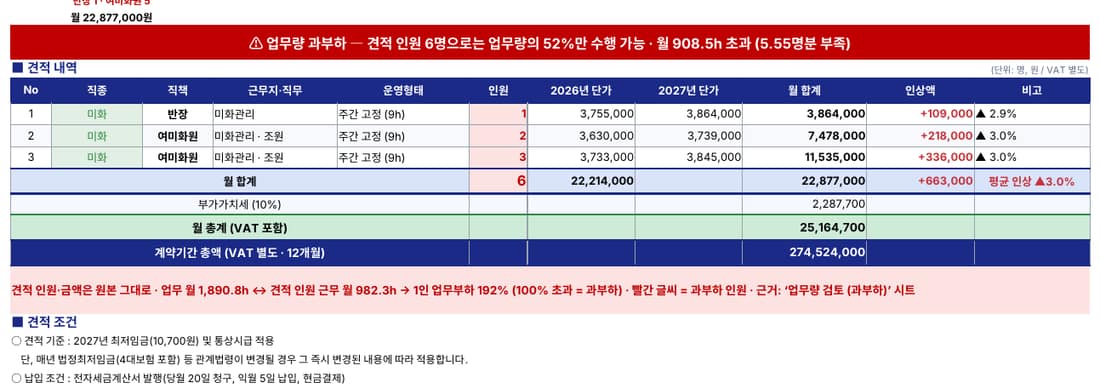 반장 1 · 여미화원 5
월 22,877,000원
⚠ 업무량 과부하 — 견적 인원 6명으로는 업무량의 52%만 수행 가능 · 월 908.5h 초과 (5.55명분 부족)
■ 견적 내역 (단위: 명, 원 / VAT 별도)
No 직종 직책 근무지·직무 운영형태 인원 2026년 단가 2027년 단가 월 합계 인상액 비고
1 미화 반장 미화관리 주간 고정 (9h) 1 3,755,000 3,864,000 3,864,000 +109,000 ▲ 2.9%
2 미화 여미화원 미화관리 · 조원 주간 고정 (9h) 2 3,630,000 3,739,000 7,478,000 +218,000 ▲ 3.0%
3 미화 여미화원 미화관리 · 조원 주간 고정 (9h) 3 3,733,000 3,845,000 11,535,000 +336,000 ▲ 3.0%
월 합계 6 22,214,000 22,877,000 +663,000 평균 인상 ▲3.0%
부가가치세 (10%) 2,287,700
월 총계 (VAT 포함) 25,164,700
계약기간 총액 (VAT 별도 · 12개월) 274,524,000
견적 인원·금액은 원본 그대로 · 업무 월 1,890.8h ↔ 견적 인원 근무 월 982.3h → 1인 업무부하 192% (100% 초과 = 과부하) · 빨간 글씨 = 과부하 인원 · 근거: ‘업무량 검토 (과부하)’ 시트
■ 견적 조건
○ 견적 기준 : 2027년 최저임금(10,700원) 및 통상시급 적용
단, 매년 법정최저임금(4대보험 포함) 등 관계법령이 변경될 경우 그 즉시 변경된 내용에 따라 적용합니다.
○ 납입 조건 : 전자세금계산서 발행(당월 20일 청구, 익월 5일 납입, 현금결제)